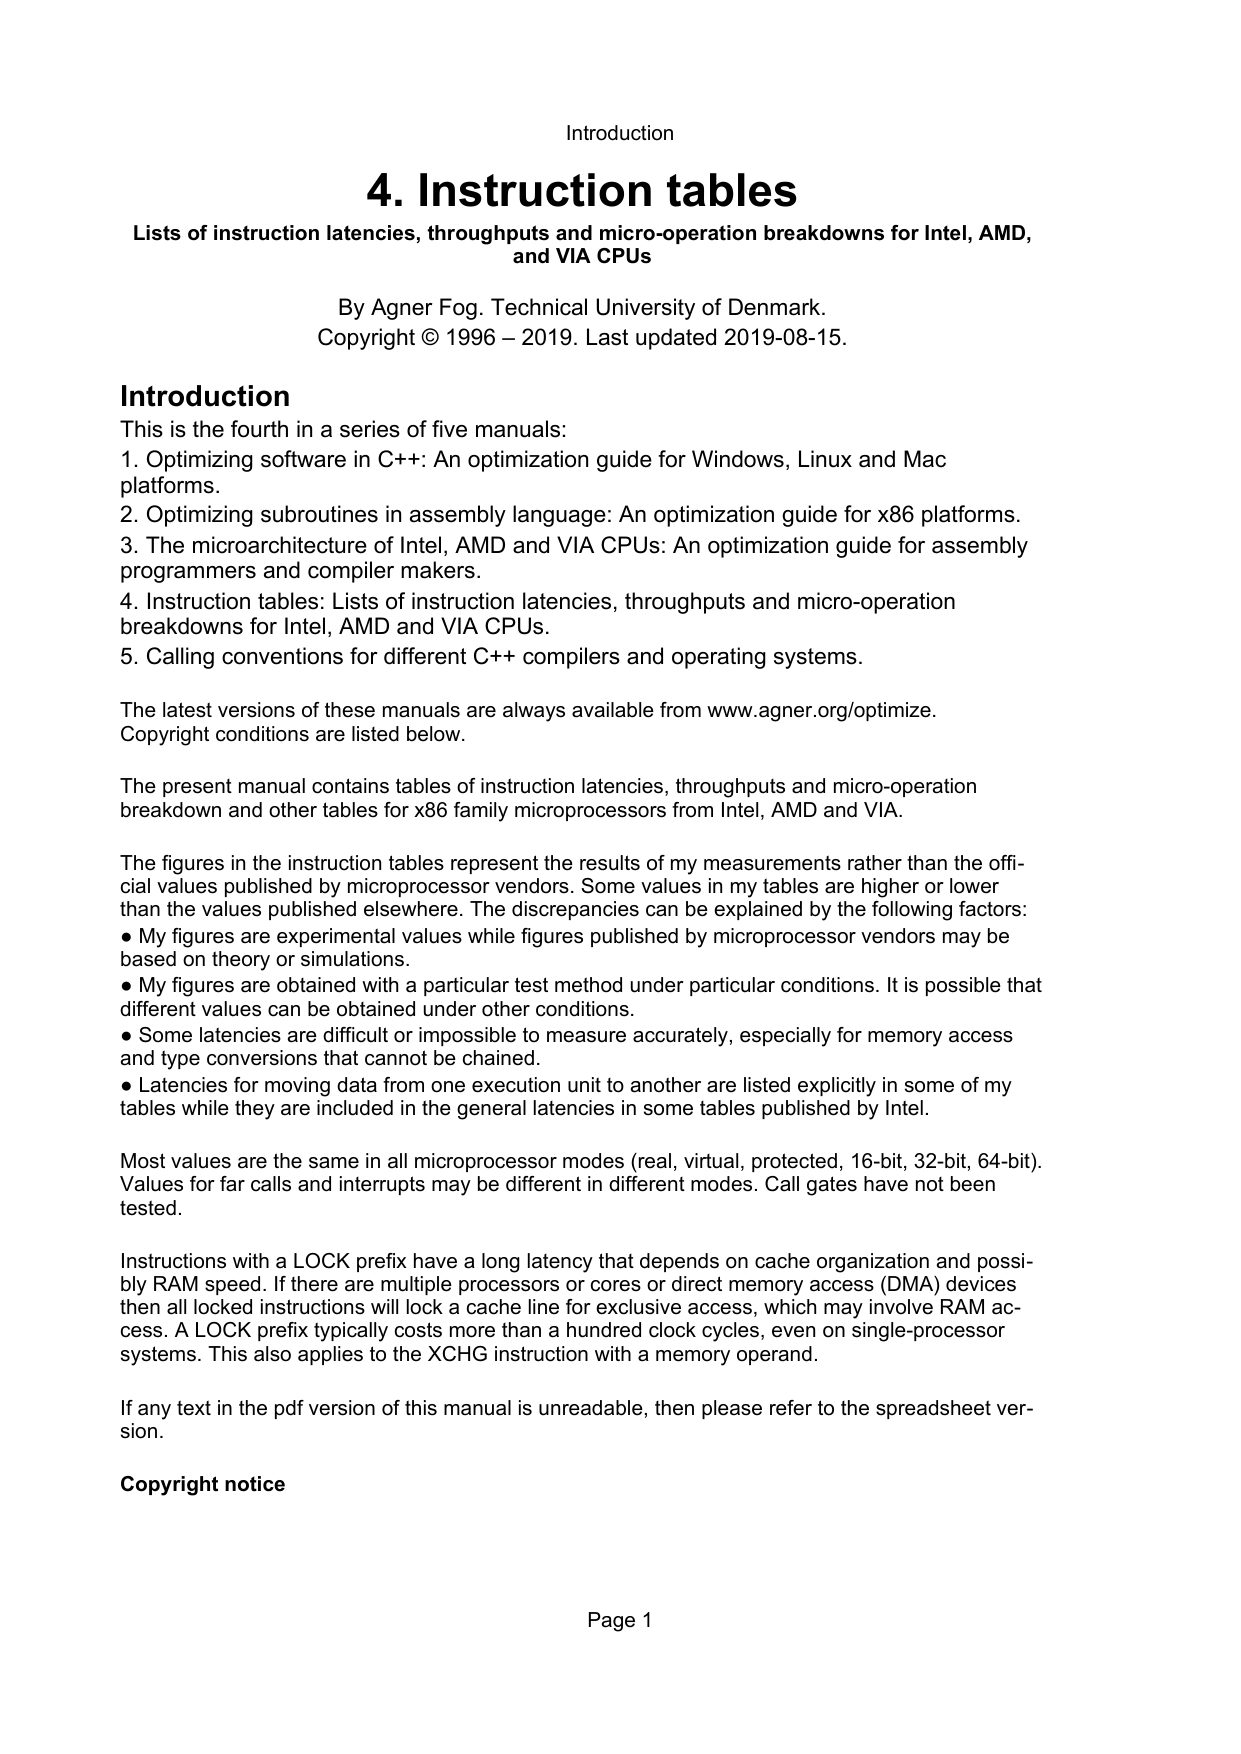 Introduction
4. Instruction tables
Lists of instruction latencies, throughputs and micro-operation breakdowns for Intel, AMD,
and VIA CPUs
By Agner Fog. Technical University of Denmark.
Copyright © 1996 – 2019. Last updated 2019-08-15.
Introduction
This is the fourth in a series of five manuals:
1. Optimizing software in C++: An optimization guide for Windows, Linux and Mac
platforms.
2. Optimizing subroutines in assembly language: An optimization guide for x86 platforms.
3. The microarchitecture of Intel, AMD and VIA CPUs: An optimization guide for assembly
programmers and compiler makers.
4. Instruction tables: Lists of instruction latencies, throughputs and micro-operation
breakdowns for Intel, AMD and VIA CPUs.
5. Calling conventions for different C++ compilers and operating systems.
The latest versions of these manuals are always available from www.agner.org/optimize.
Copyright conditions are listed below.
The present manual contains tables of instruction latencies, throughputs and micro-operation
breakdown and other tables for x86 family microprocessors from Intel, AMD and VIA.
The figures in the instruction tables represent the results of my measurements rather than the offi-
cial values published by microprocessor vendors. Some values in my tables are higher or lower
than the values published elsewhere. The discrepancies can be explained by the following factors:
● My figures are experimental values while figures published by microprocessor vendors may be
based on theory or simulations.
● My figures are obtained with a particular test method under particular conditions. It is possible that
different values can be obtained under other conditions.
● Some latencies are difficult or impossible to measure accurately, especially for memory access
and type conversions that cannot be chained.
● Latencies for moving data from one execution unit to another are listed explicitly in some of my
tables while they are included in the general latencies in some tables published by Intel.
Most values are the same in all microprocessor modes (real, virtual, protected, 16-bit, 32-bit, 64-bit).
Values for far calls and interrupts may be different in different modes. Call gates have not been
tested.
Instructions with a LOCK prefix have a long latency that depends on cache organization and possi-
bly RAM speed. If there are multiple processors or cores or direct memory access (DMA) devices
then all locked instructions will lock a cache line for exclusive access, which may involve RAM ac-
cess. A LOCK prefix typically costs more than a hundred clock cycles, even on single-processor
systems. This also applies to the XCHG instruction with a memory operand.
If any text in the pdf version of this manual is unreadable, then please refer to the spreadsheet ver-
sion.
Copyright notice
Page 1